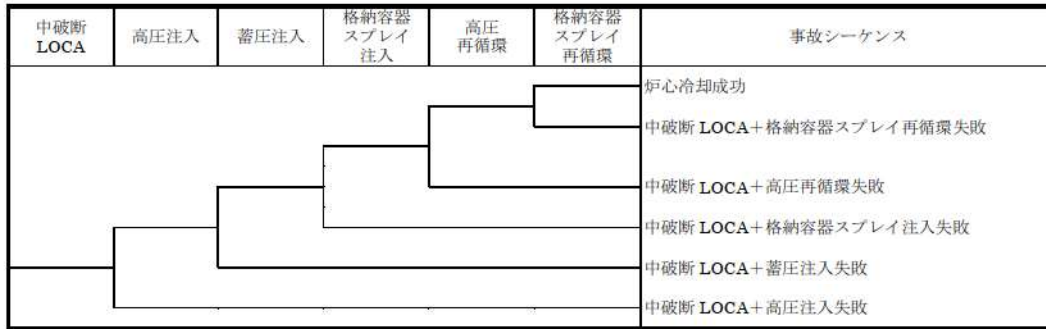 中破断
LOCA
高圧注入
蓄圧注入
格納容器
スプレイ
注入
高圧
再循環
格納容器
スプレイ
再循環
事故シーケンス
炉心冷却成功
中破断 LOCA＋格納容器スプレイ再循環失敗
中破断 LOCA＋高圧再循環失敗
中破断 LOCA＋格納容器スプレイ注入失敗
中破断 LOCA＋蓄圧注入失敗
中破断 LOCA＋高圧注入失敗